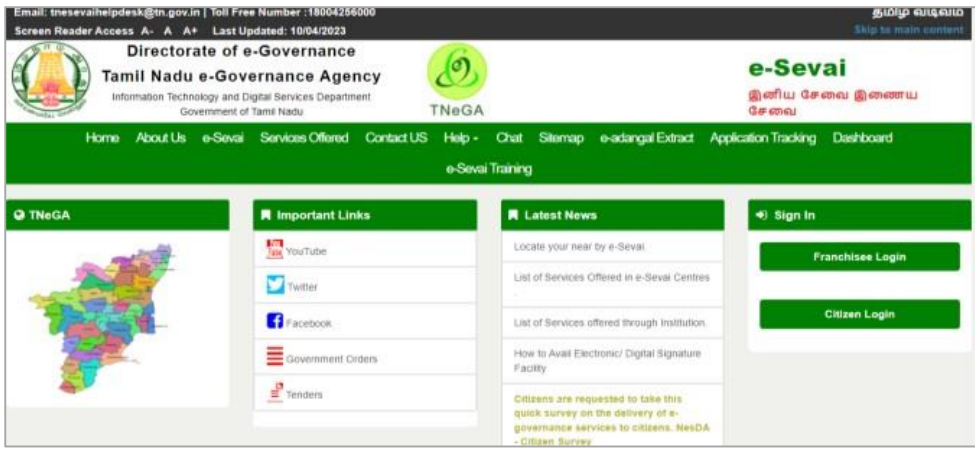 Email: tnesevaihelpdesk@tn.gov.in | Toll Free Number :18004256000
தமிழ் வடிவம்
Screen Reader Access A- A A+ Last Updated: 10/04/2023
Skip to main content
Directorate of e-Governance
Tamil Nadu e-Governance Agency
Information Technology and Digital Services Department
Government of Tamil Nadu
TNeGA
e-Sevai
இனிய சேவை இணைய
சேவை
Home About Us e-Sevai Services Offered Contact US Help Chat Sitemap e-adangal Extract Application Tracking Dashboard
e-Sevai Training
TNeGA
Important Links
YouTube
Twitter
Facebook
Government Orders
Tenders
Latest News
Locate your near by e-Sevai.
List of Services Offered in e-Sevai Centres
.
List of Services offered through Institution.
How to Avail Electronic/ Digital Signature
Facility
Citizens are requested to take this
quick survey on the delivery of e-
governance services to citizens. NesDA
- Citizen Survey
Sign In
Franchisee Login
Citizen Login